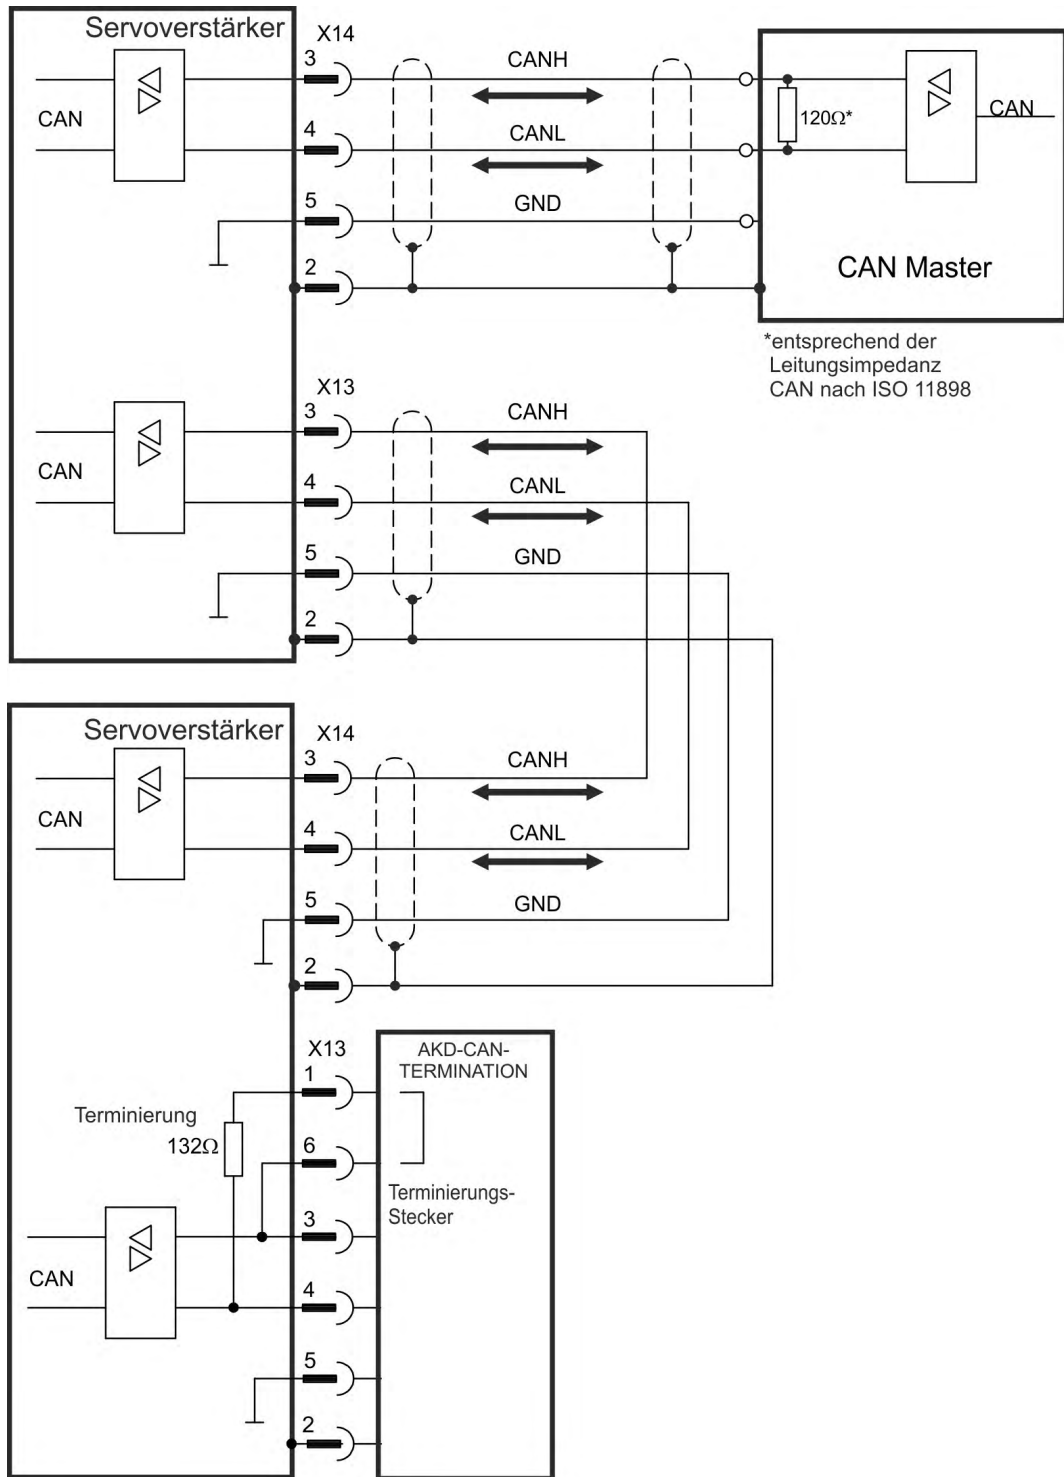 Servoverstärker
X14
3
CANH
CAN
120Ω*
CAN
4
CANL
5
GND
2
CAN Master
*entsprechend der
Leitungsimpedanz
CAN nach ISO 11898
X13
3
CANH
CAN
4
CANL
5
GND
2
Servoverstärker
X14
3
CANH
CAN
4
CANL
5
GND
2
X13
AKD-CAN-
TERMINATION
1
Terminierung
132Ω
6
Terminierungs-
Stecker
3
CAN
4
5
2